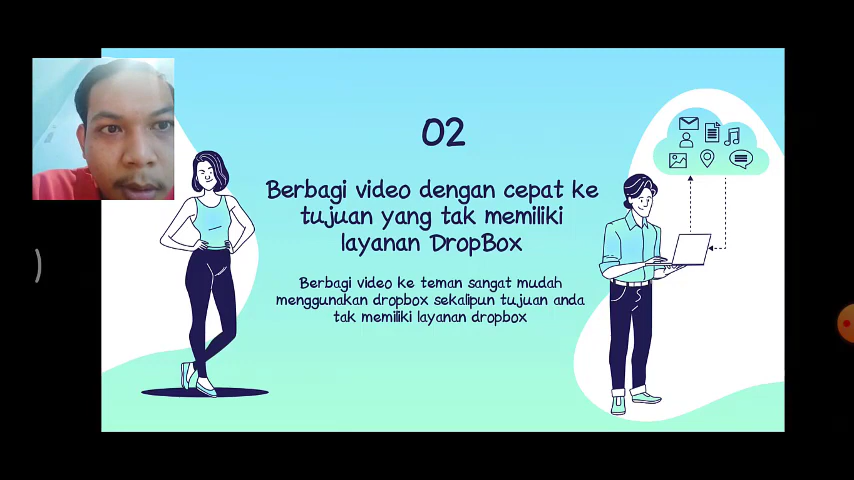 02
Berbagi video dengan cepat ke
tujuan yang tak memiliki
layanan DropBox
Berbagi video ke teman sangat mudah
menggunakan dropbox sekalipun tujuan anda
tak memiliki layanan dropbox